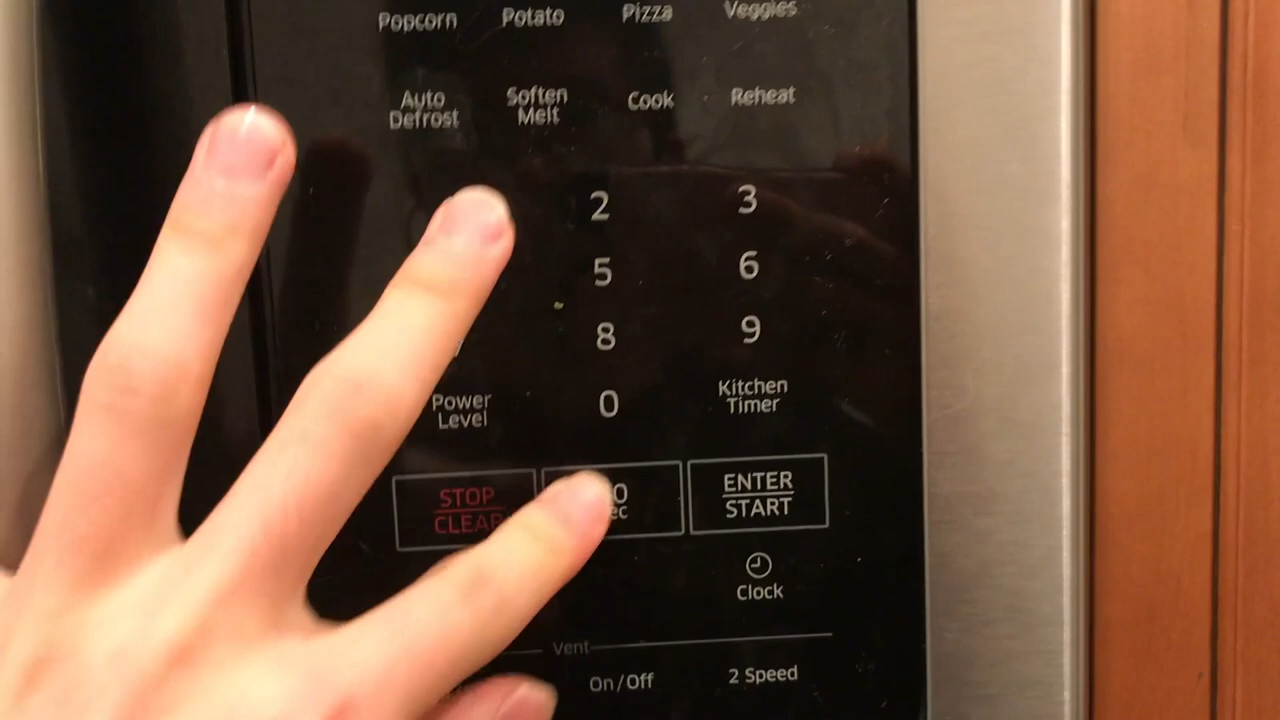 Popcorn Potato Pizza Veggies
Auto Defrost Soften Melt Cook Reheat
2 3
5 6
8 9
Power Level 0 Kitchen Timer
STOP CLEAR ENTER START
Clock
Vent
On/Off 2 Speed